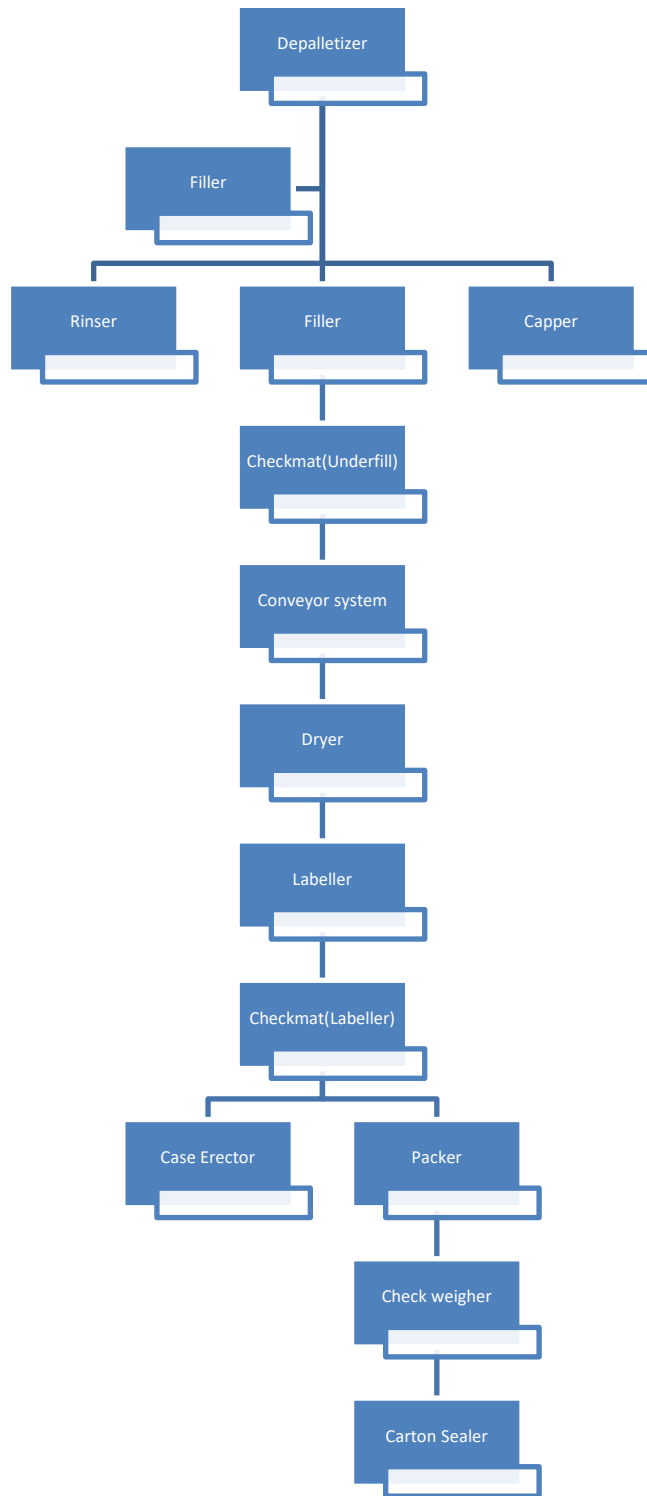 Depalletizer
Filler
Rinser
Filler
Capper
Checkmat(Underfill)
Conveyor system
Dryer
Labeller
Checkmat(Labeller)
Case Erector
Packer
Check weigher
Carton Sealer